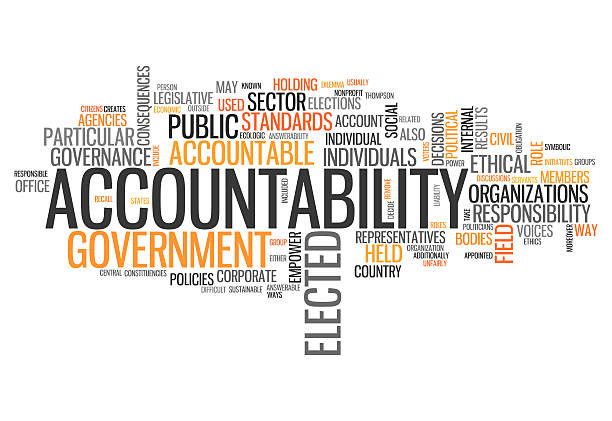 PERSON
MAY
KNOWN
HOLDING
DILEMMA
USUALLY
CONSEQUENCES
LEGISLATIVE
NONPROFIT
THOMPSON
CITIZENS
CREATES
ECONOMIC
OUTSIDE
USED
SECTOR
ELECTIONS
SOCIAL
AGENCIES
PUBLIC
STANDARDS
ACCOUNT
RELATED
DECISIONS
POLITICAL
INTERNAL
RESULTS
PARTICULAR
ECOLOGIC
ANSWERABILITY
INDIVIDUAL
ALSO
CIVIL
OBLIGATION
ROLE
SYMBOLIC
GOVERNANCE
INCLUDE
ACCOUNTABLE
INDIVIDUALS
VOTERS
POWER
ETHICAL
INITIATIVES
GROUPS
RESPONSIBLE
OFFICE
DISCUSSIONS
SERVANTS
MEMBERS
ACCOUNTABILITY
RECALL
STATES
INCLUDED
DECIDE
REMOVE
LIABILITY
ORGANIZATIONS
TAKE
RESPONSIBILITY
GOVERNMENT
GROUP
EITHER
EMPOWER
ELECTED
REPRESENTATIVES
ROLES
POLITICIANS
BODIES
FIELD
VOICES
ETHICS
MOREOVER
WAY
HELD
ORGANIZATION
ADDITIONALLY
UNFAIRLY
APPOINTED
COUNTRY
CENTRAL
CONSTITUENCIES
POLICIES
CORPORATE
DIFFICULT
SUSTAINABLE
ANSWERABLE
WAYS